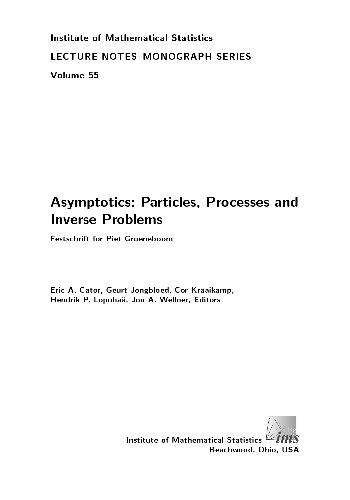 Institute of Mathematical Statistics
LECTURE NOTES–MONOGRAPH SERIES
Volume 55
Asymptotics: Particles, Processes and
Inverse Problems
Festschrift for Piet Groeneboom
Eric A. Cator, Geurt Jongbloed, Cor Kraaikamp,
Hendrik P. Lopuhaä, Jon A. Wellner, Editors
Institute of Mathematical Statistics ims
Beachwood, Ohio, USA